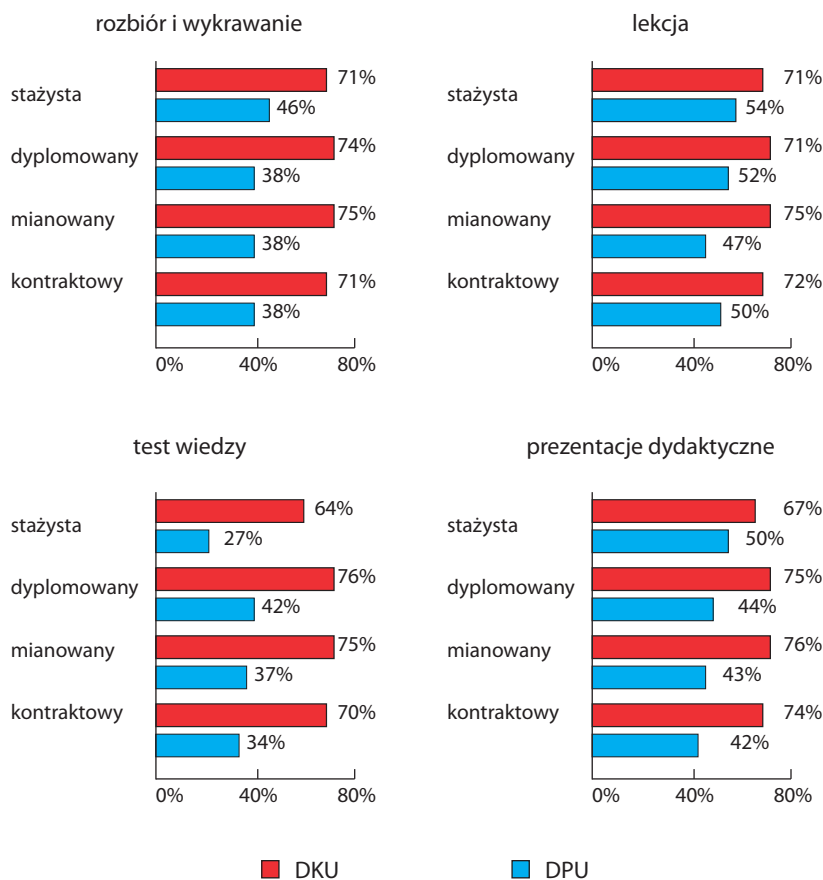 rozbiór i wykrawanie
stażysta
71%
46%
dyplomowany
74%
38%
mianowany
75%
38%
kontraktowy
71%
38%
0% 40% 80%
lekcja
stażysta
71%
54%
dyplomowany
71%
52%
mianowany
75%
47%
kontraktowy
72%
50%
0% 40% 80%
test wiedzy
stażysta
64%
27%
dyplomowany
76%
42%
mianowany
75%
37%
kontraktowy
70%
34%
0% 40% 80%
prezentacje dydaktyczne
stażysta
67%
50%
dyplomowany
75%
44%
mianowany
76%
43%
kontraktowy
74%
42%
0% 40% 80%
DKU DPU